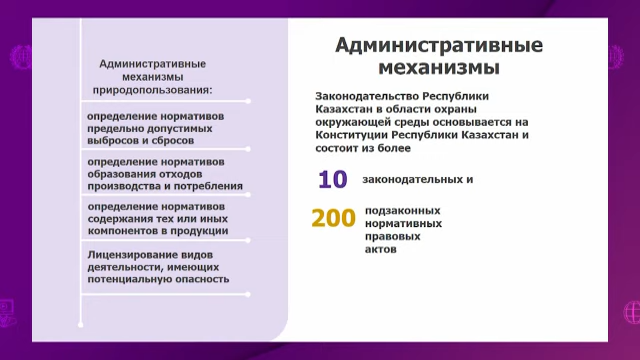 Административные
механизмы
природопользования:
определение нормативов
предельно допустимых
выбросов и сбросов
определение нормативов
образования отходов
производства и потребления
определение нормативов
содержания тех или иных
компонентов в продукции
Лицензирование видов
деятельности, имеющих
потенциальную опасность
Административные
механизмы
Законодательство Республики
Казахстан в области охраны
окружающей среды основывается на
Конституции Республики Казахстан и
состоит из более
10 законодательных и
200 подзаконных
нормативных
правовых
актов